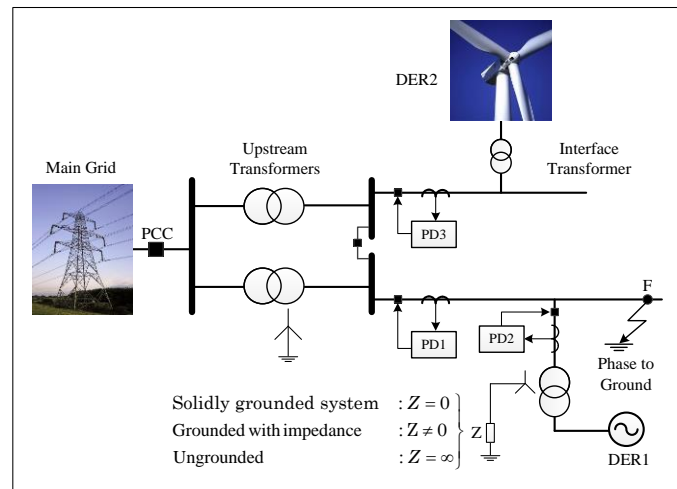 DER2
Main Grid
Upstream
Transformers
Interface
Transformer
PCC
PD3
F
PD1
PD2
Phase to
Ground
Solidly grounded system : Z = 0
Grounded with impedance : Z ≠ 0
Ungrounded : Z = ∞
Z
DER1